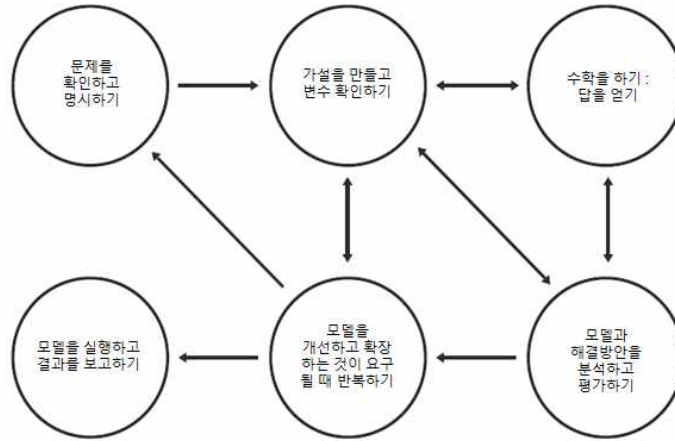 문제를
확인하고
명시하기
가설을 만들고
변수 확인하기
수학을 하기 :
답을 얻기
모델을 실행하고
결과를 보고하기
모델을
개선하고 확장
하는 것이 요구
될 때 반복하기
모델과
해결방안을
분석하고
평가하기